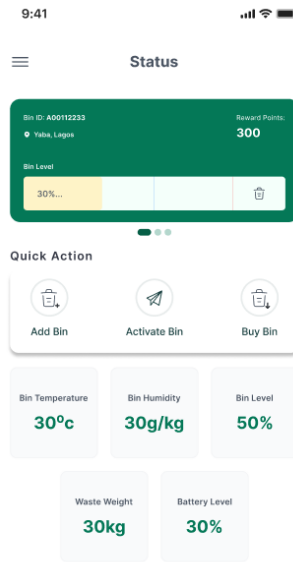 9:41
Status
Bin ID: A00112233
Reward Points:
Yaba, Lagos
300
Bin Level
30%...
Quick Action
Add Bin
Activate Bin
Buy Bin
Bin Temperature
Bin Humidity
Bin Level
30⁰c
30g/kg
50%
Waste Weight
Battery Level
30kg
30%